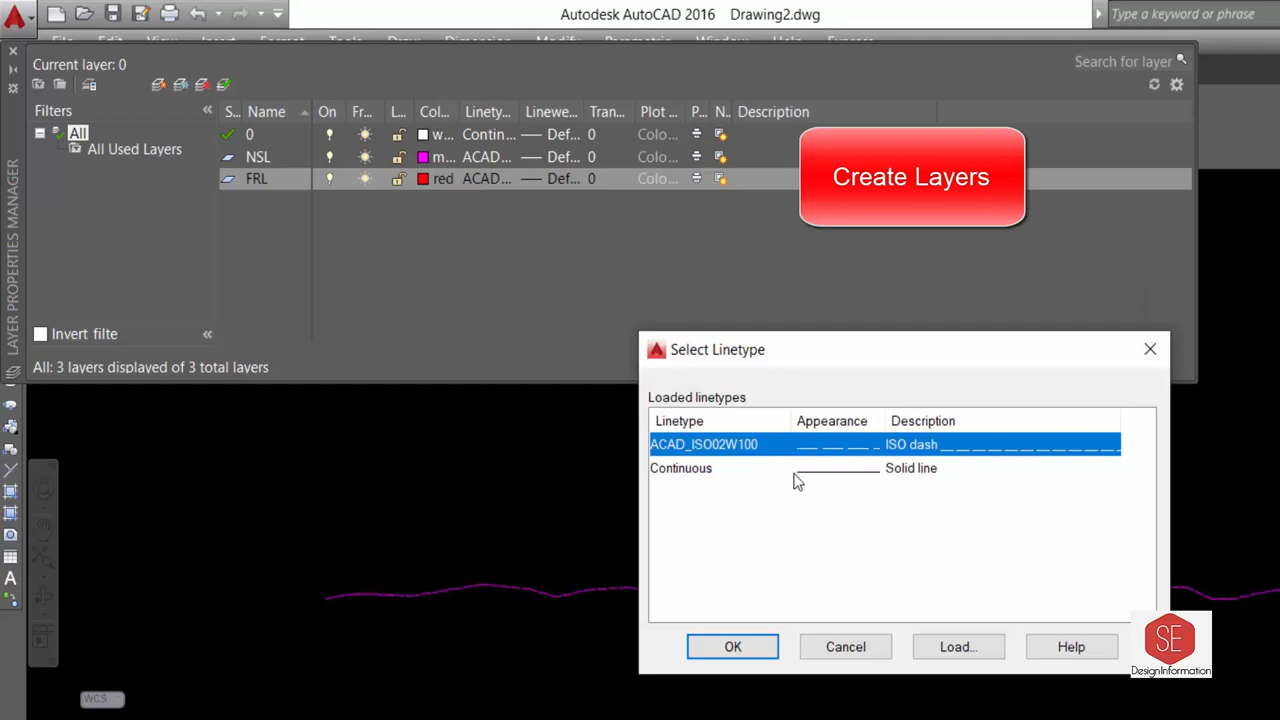 Autodesk AutoCAD 2016 Drawing2.dwg
Type a keyword or phrase
Current layer: 0
Search for layer
Filters
S... Name On Fr... L... Col... Linety... Linewe... Tran... Plot ... P... N. Description
All
0 w... Contin... Def... 0 Colo...
All Used Layers
NSL m... ACAD... Def... 0 Colo...
FRL red ACAD... Def... 0 Colo...
Create Layers
LAYER PROPERTIES MANAGER
Invert filte
All: 3 layers displayed of 3 total layers
Select Linetype
Loaded linetypes
Linetype Appearance Description
ACAD_ISO02W100 ISO dash
Continuous Solid line
OK Cancel Load... Help
SE
DesignInformation
WCS